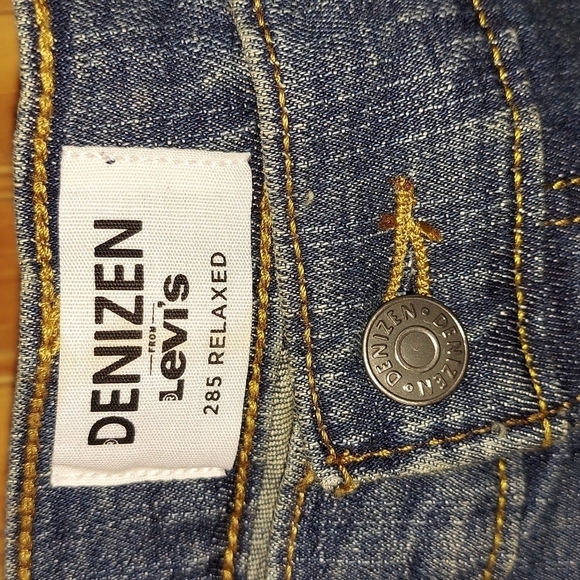 DENIZEN®
FROM
Levi's®
285 RELAXED
DENIZEN • DENIZEN •